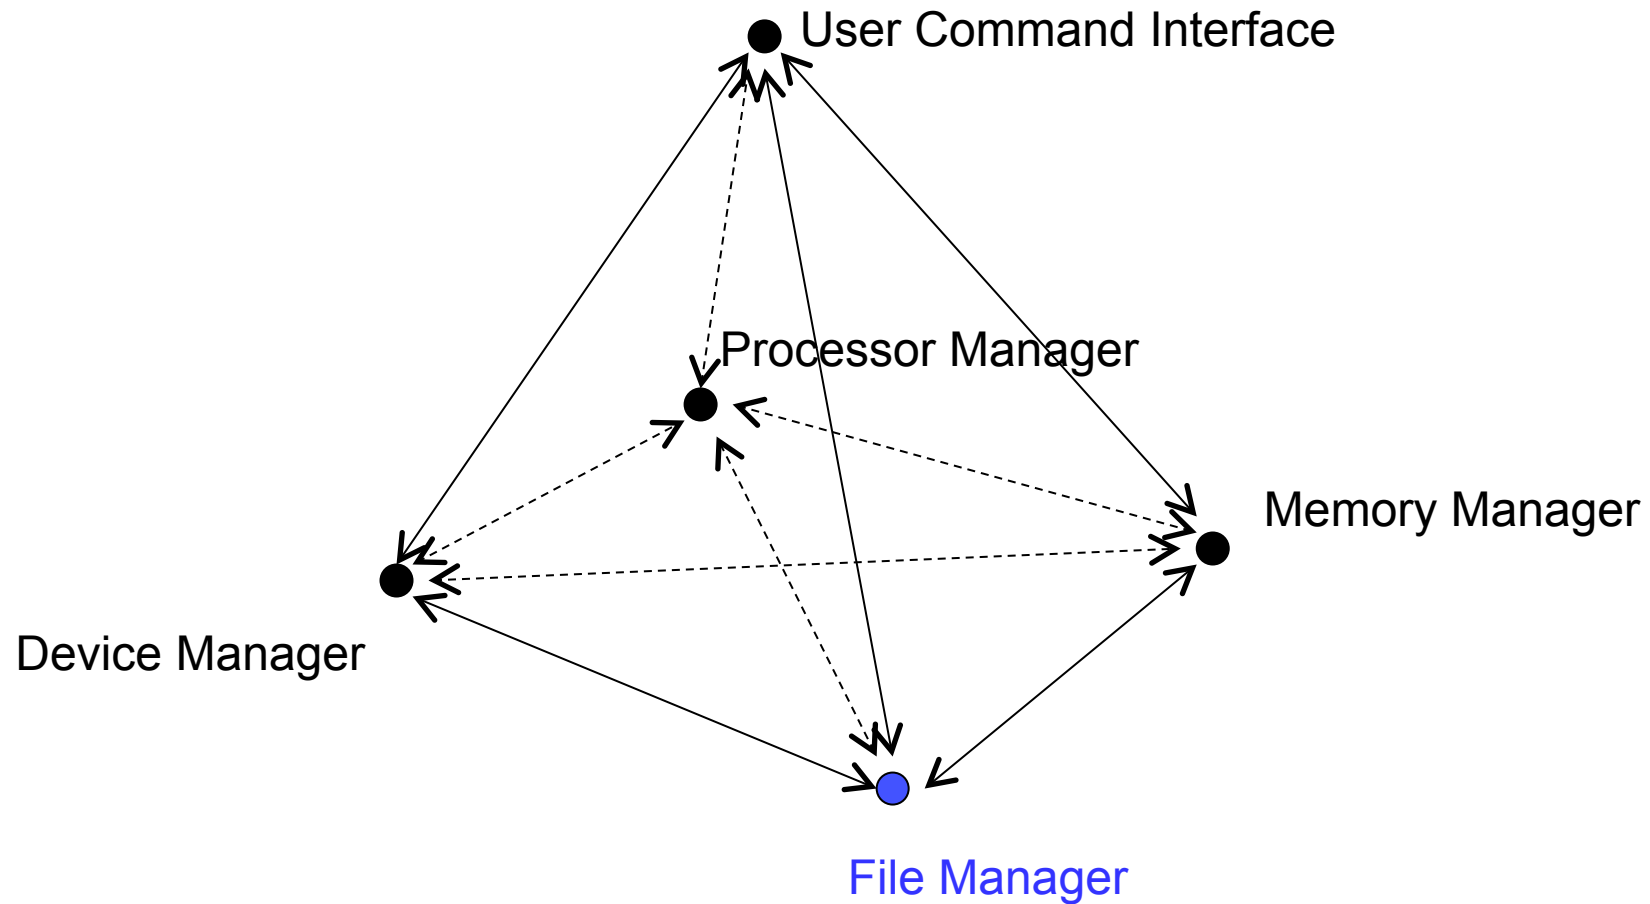 User Command Interface
Processor Manager
Memory Manager
Device Manager
File Manager